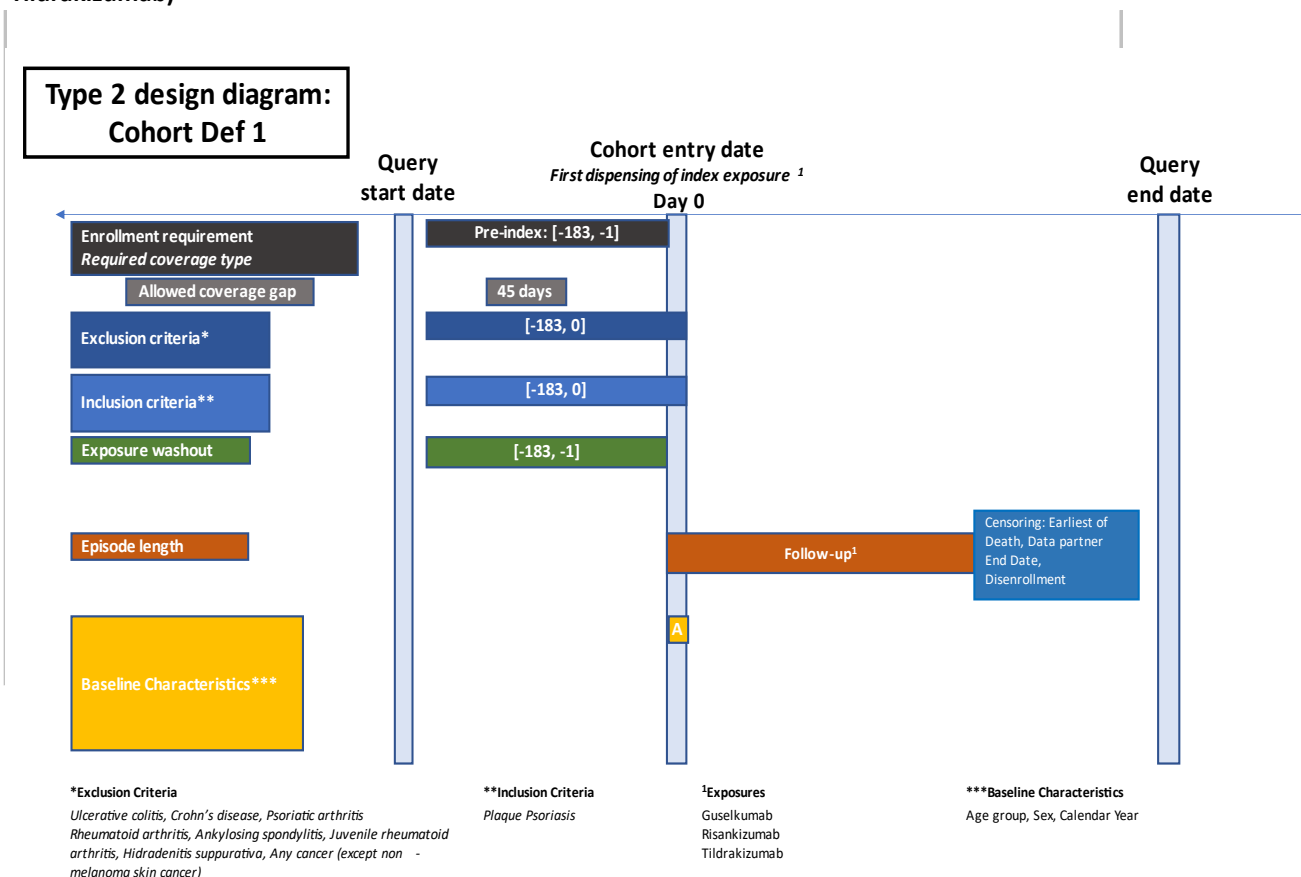 Type 2 design diagram:
Cohort Def 1
Query
start date
Cohort entry date
First dispensing of index exposure 1
Day 0
Query
end date
Enrollment requirement
Required coverage type
Pre-index: [-183, -1]
Allowed coverage gap
45 days
Exclusion criteria*
[-183, 0]
Inclusion criteria**
[-183, 0]
Exposure washout
[-183, -1]
Episode length
Follow-up1
Censoring: Earliest of
Death, Data partner
End Date,
Disenrollment
A
Baseline Characteristics***
*Exclusion Criteria
Ulcerative colitis, Crohn's disease, Psoriatic arthritis
Rheumatoid arthritis, Ankylosing spondylitis, Juvenile rheumatoid
arthritis, Hidradenitis suppurativa, Any cancer (except non -
melanoma skin cancer)
**Inclusion Criteria
Plaque Psoriasis
1Exposures
Guselkumab
Risankizumab
Tildrakizumab
***Baseline Characteristics
Age group, Sex, Calendar Year